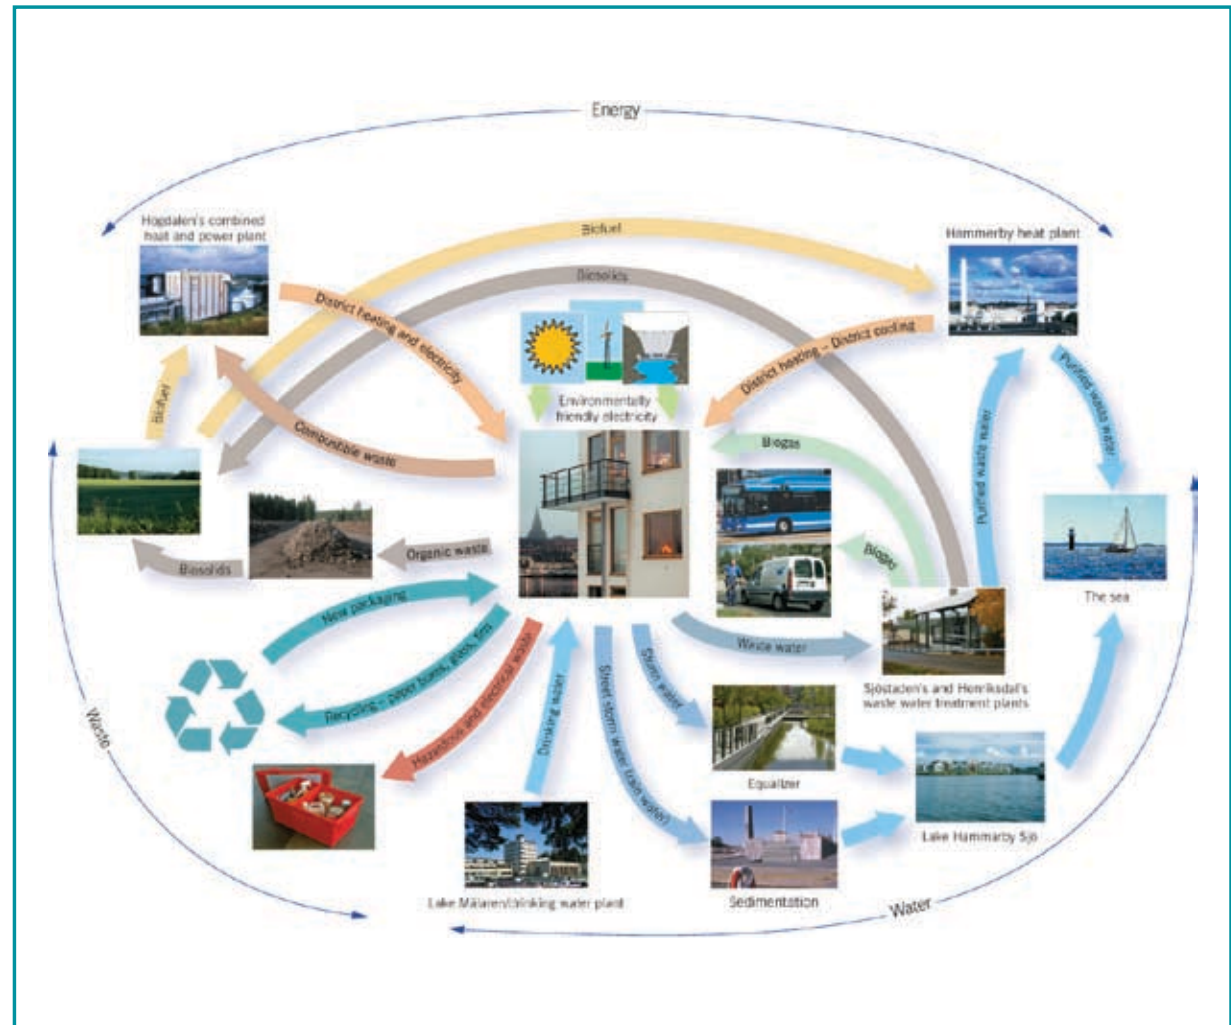 Energy
Hogdalen's combined
heat and power plant
Hammerby heat plant
Biofuel
Biosolids
District heating and electricity
District heating – District cooling
Purified waste water
Environmentally
friendly electricity
Biofuel
Combustible waste
Biogas
Purified waste water
Organic waste
Biosolids
Biogas
The sea
New packaging
Waste water
Sjöstaden's and Henriksdal's
waste water treatment plants
Recycling – paper glass,
Hazardous and electrical waste
Drinking water
Storm water
Street storm water
Waste
Equalizer
Lake Hammarby Sjö
Lake Mälaren/drinking water plant
Sedimentation
Water